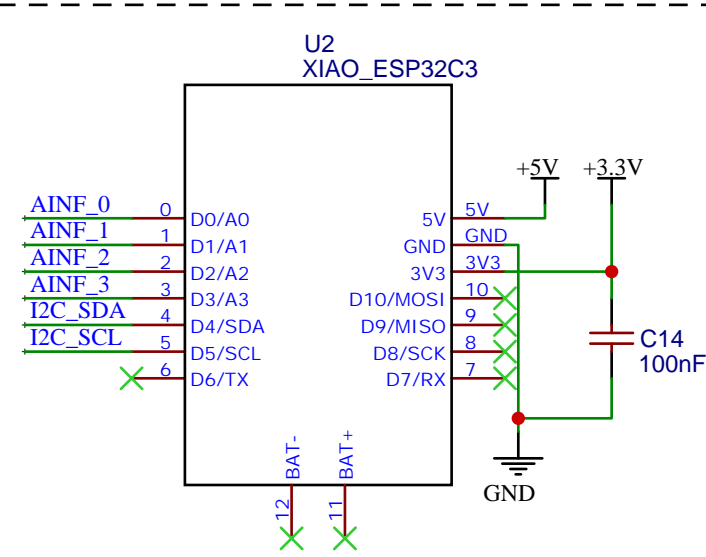 U2
XIAO_ESP32C3
+5V
+3.3V
AINF_0 0 D0/A0
AINF_1 1 D1/A1
AINF_2 2 D2/A2
AINF_3 3 D3/A3
I2C_SDA 4 D4/SDA
I2C_SCL 5 D5/SCL
6 D6/TX
5V 5V
GND GND
3V3 3V3
D10/MOSI 10
D9/MISO 9
D8/SCK 8
D7/RX 7
C14
100nF
BAT- 12
BAT+ 11
GND